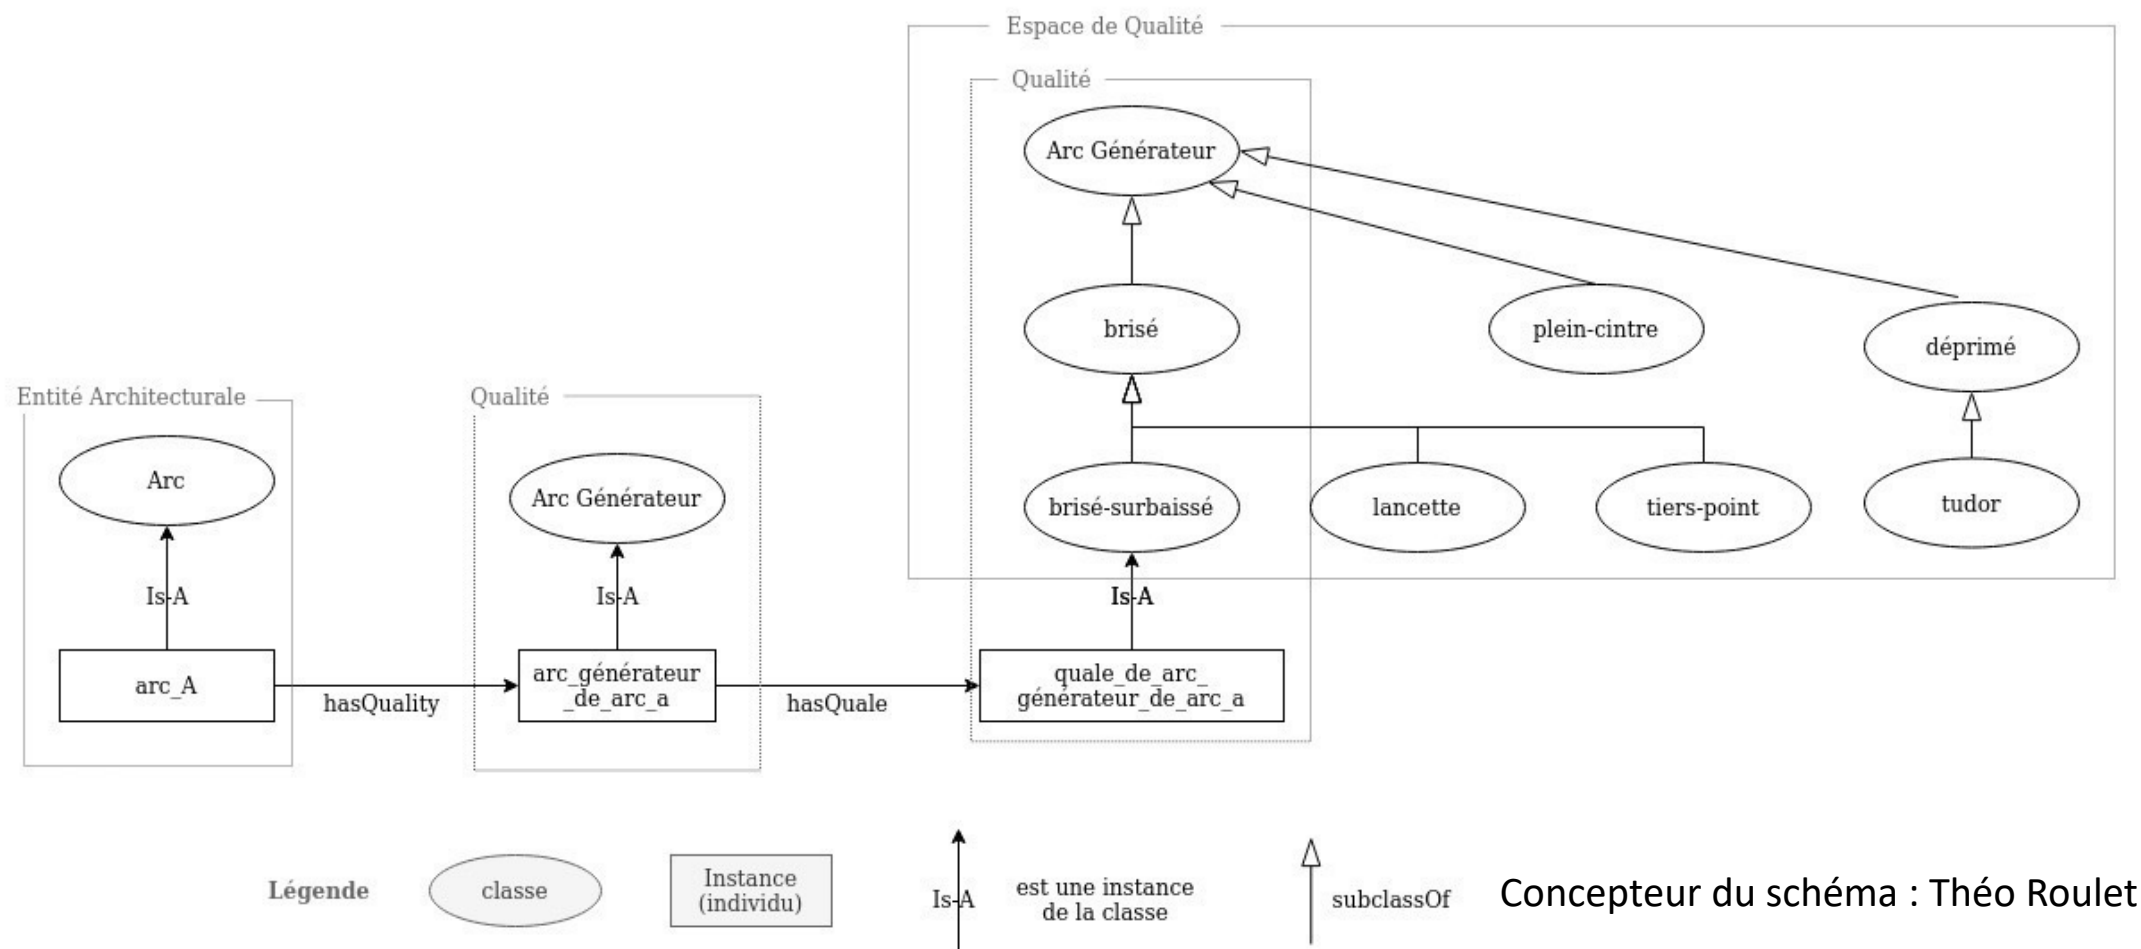 Espace de Qualité
Qualité
Arc Générateur
brisé
plein-cintre
déprimé
Entité Architecturale
Qualité
Arc
Arc Générateur
brisé-surbaissé
lancette
tiers-point
tudor
Is-A
Is-A
Is-A
arc_A
hasQuality
arc_générateur
_de_arc_a
hasQuale
quale_de_arc_
générateur_de_arc_a
Légende
classe
Instance
(individu)
Is-A
est une instance
de la classe
subclassOf
Concepteur du schéma : Théo Roulet